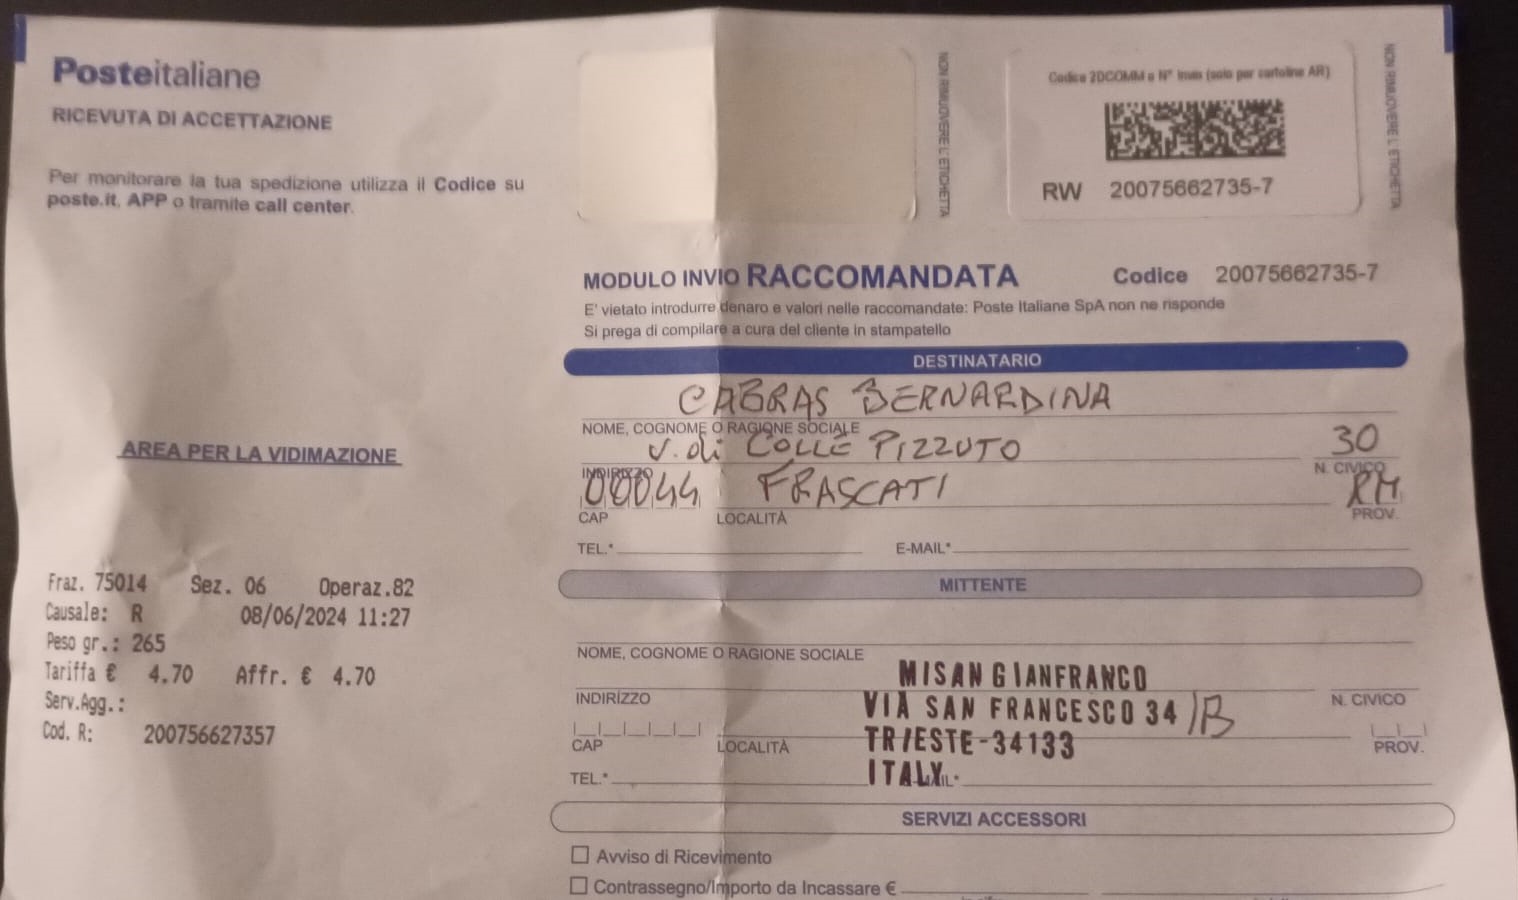 Posteitaliane
RICEVUTA DI ACCETTAZIONE
Per monitorare la tua spedizione utilizza il Codice su
poste.it, APP o tramite call center.
NON RIMUOVERE L'ETICHETTA
Codice 2DCOMM o N° Invio (solo per cartoline AR)
RW 20075662735-7
NON RIMUOVERE L'ETICHETTA
MODULO INVIO RACCOMANDATA Codice 20075662735-7
E' vietato introdurre denaro e valori nelle raccomandate: Poste Italiane SpA non ne risponde
Si prega di compilare a cura del cliente in stampatello
DESTINATARIO
CABRAS BERNARDINA
NOME, COGNOME O RAGIONE SOCIALE
V. di COLLE PIZZUTO 30
INDIRIZZO N. CIVICO
00044 FRASCATI RM
CAP LOCALITÀ PROV.
TEL.* E-MAIL*
MITTENTE
NOME, COGNOME O RAGIONE SOCIALE
MISAN GIANFRANCO
INDIRIZZO N. CIVICO
VIA SAN FRANCESCO 34 /B
TRIESTE-34133
CAP LOCALITÀ PROV.
ITALY
TEL.*
SERVIZI ACCESSORI
Avviso di Ricevimento
Contrassegno/Importo da Incassare €
AREA PER LA VIDIMAZIONE
Fraz. 75014 Sez. 06 Operaz.82
Causale: R 08/06/2024 11:27
Peso gr.: 265
Tariffa € 4.70 Affr. € 4.70
Serv.Agg.:
Cod. R: 200756627357